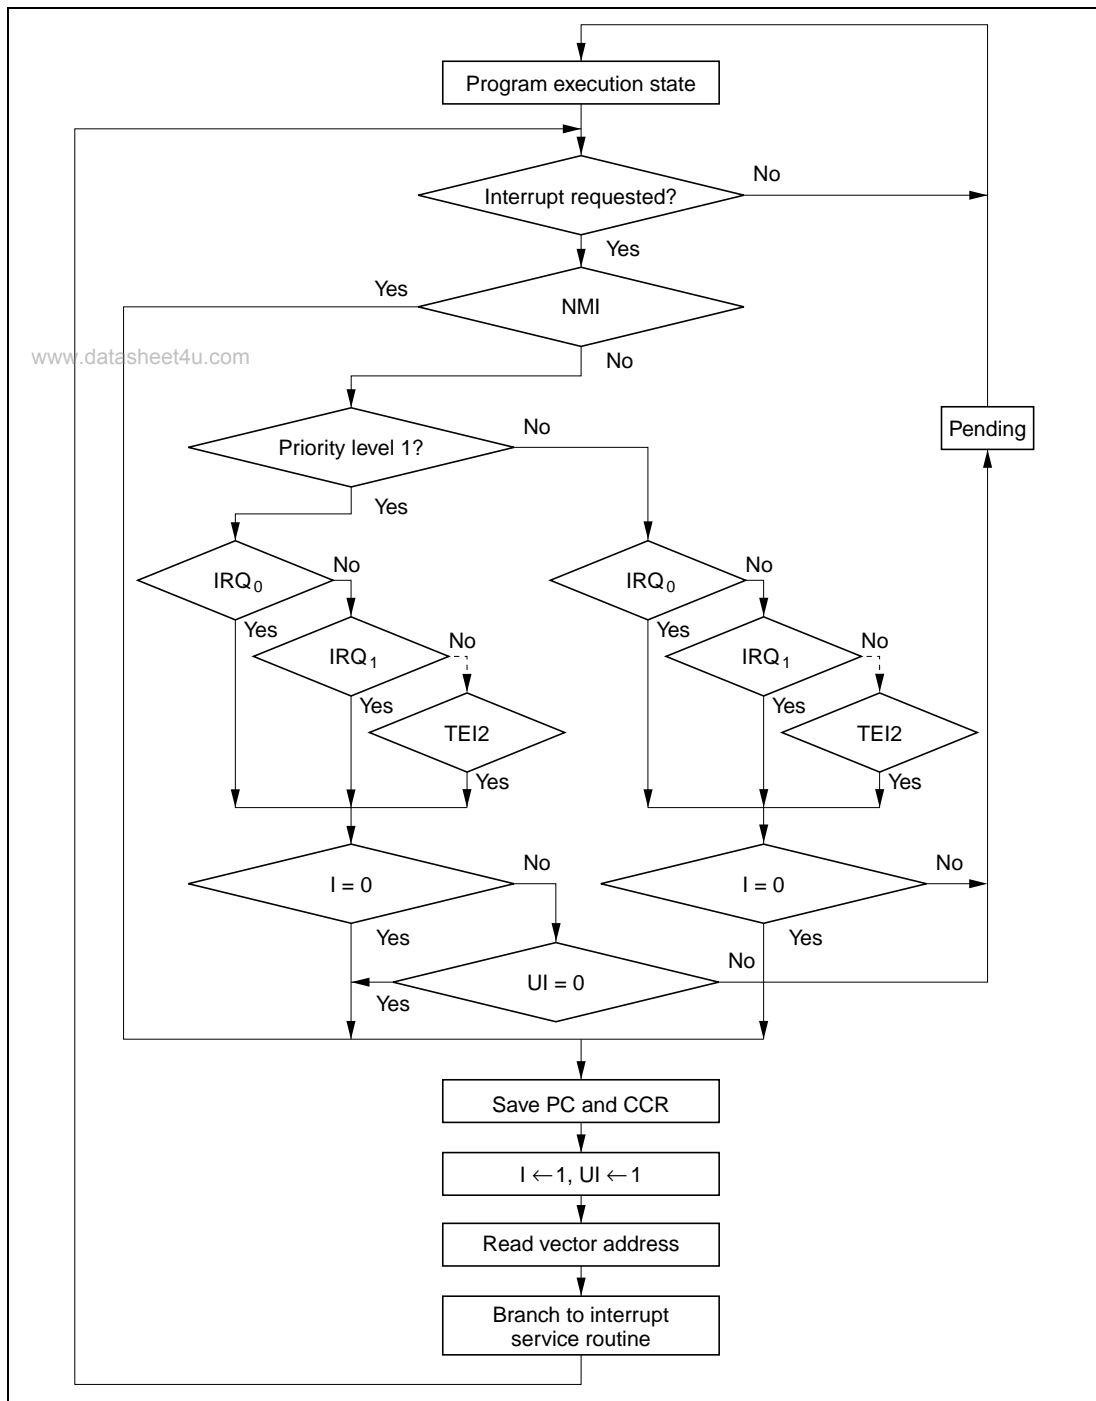 Program execution state
No
Interrupt requested?
Yes
Yes
NMI
www.datasheet4u.com
No
No
Pending
Priority level 1?
Yes
No
No
IRQ0
IRQ0
Yes
No
Yes
No
IRQ1
IRQ1
Yes
Yes
TEI2
TEI2
Yes
Yes
No
No
I = 0
I = 0
Yes
Yes
No
UI = 0
Yes
Save PC and CCR
I ← 1, UI ← 1
Read vector address
Branch to interrupt
service routine